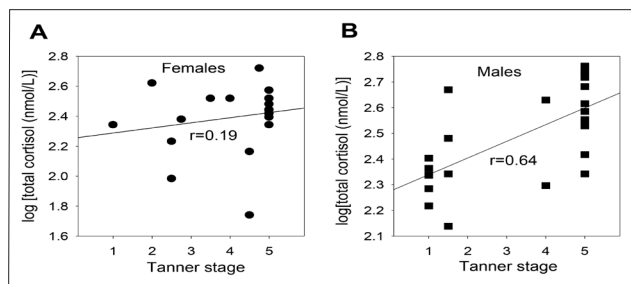 A
Females
log [total cortisol (nmol/L)]
2.8
2.6
2.4
2.2
2.0
1.8
1.6
r=0.19
1 2 3 4 5
Tanner stage
B
Males
log[total cortisol (nmol/L)]
2.8
2.7
2.6
2.5
2.4
2.3
2.2
2.1
r=0.64
1 2 3 4 5
Tanner stage